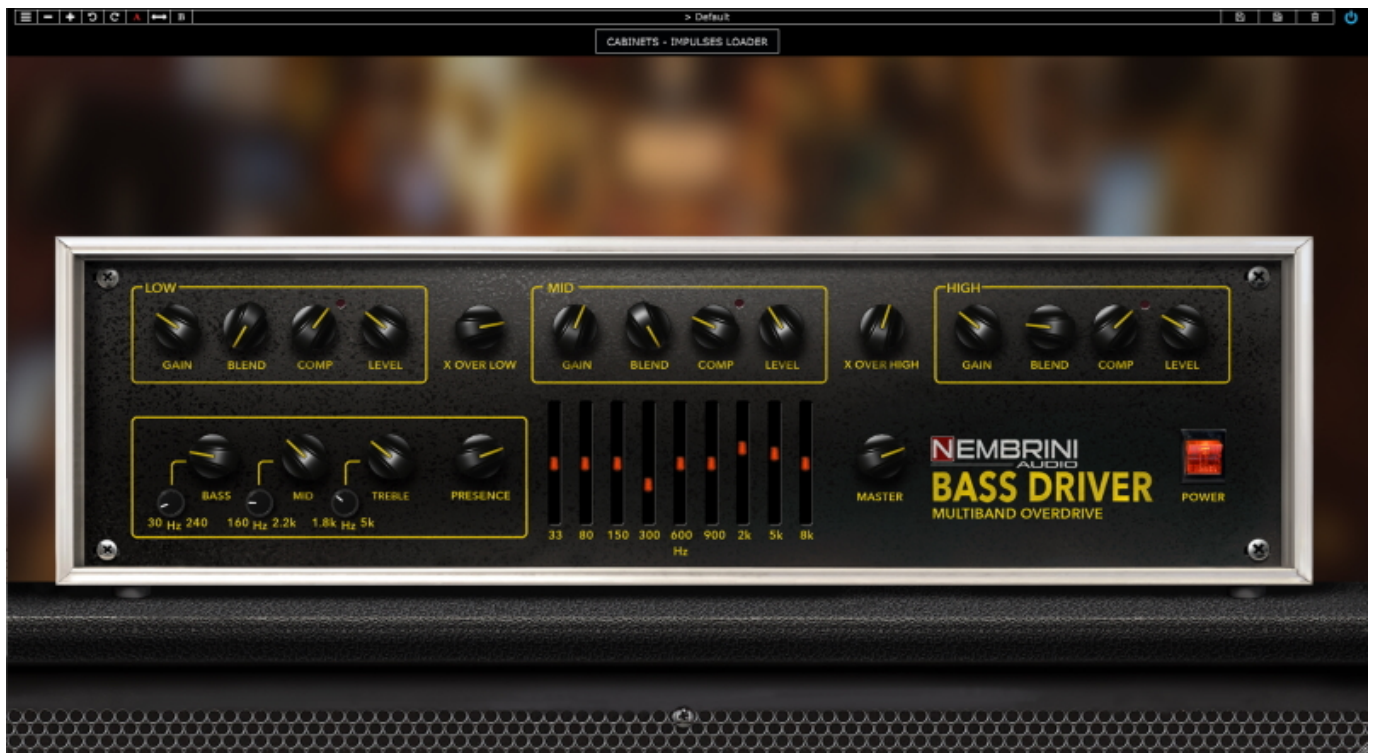 A B
> Default
CABINETS - IMPULSES LOADER
LOW MID HIGH
GAIN BLEND COMP LEVEL X OVER LOW GAIN BLEND COMP LEVEL X OVER HIGH GAIN BLEND COMP LEVEL
BASS MID TREBLE PRESENCE
30 Hz 240 160 Hz 2.2k 1.8k Hz 5k
33 80 150 300 600 900 2k 5k 8k
Hz
MASTER
NEMBRINI
AUDIO
BASS DRIVER
MULTIBAND OVERDRIVE
POWER